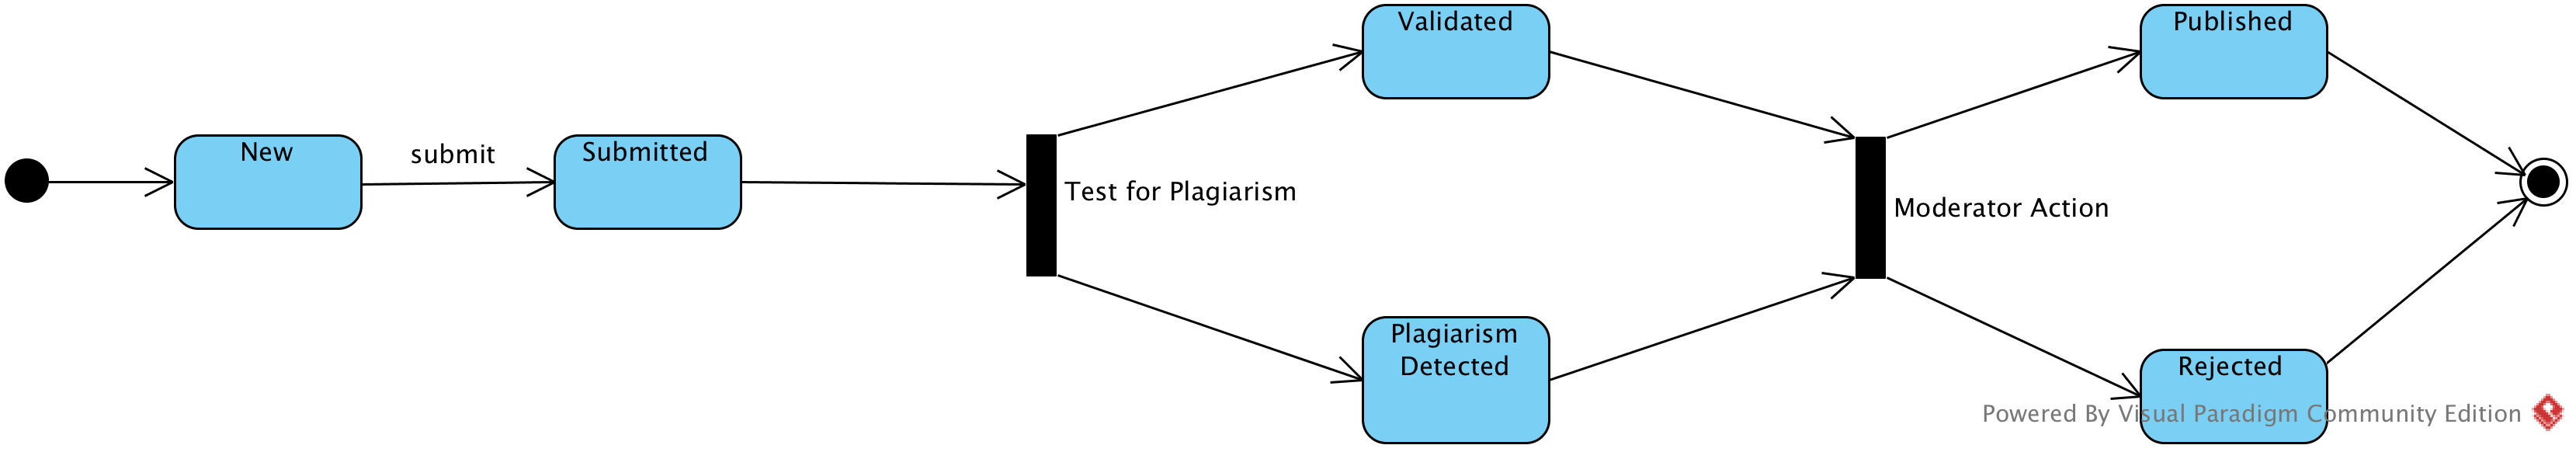 New
submit
Submitted
Test for Plagiarism
Validated
Plagiarism
Detected
Moderator Action
Published
Rejected
Powered By Visual Paradigm Community Edition